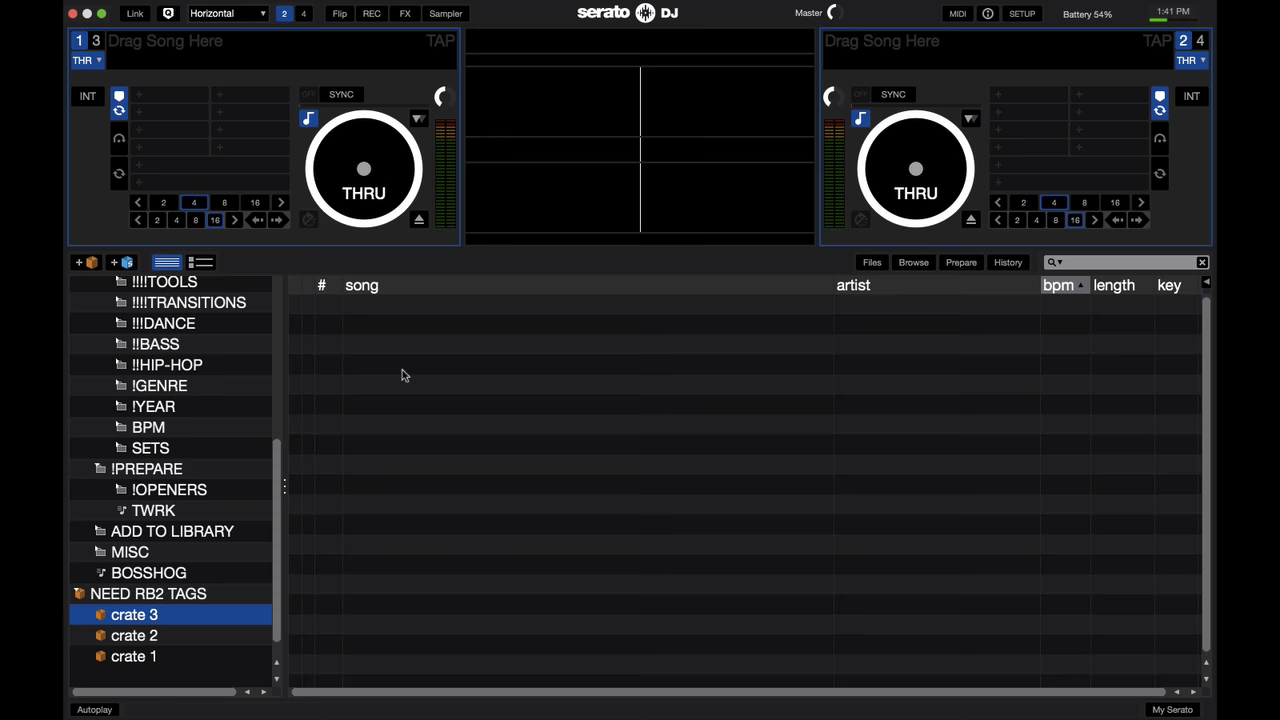 Link Horizontal 2 4 Flip REC FX Sampler serato DJ Master MIDI SETUP Battery 54% 1:41 PM
1 3 Drag Song Here TAP
THR
Drag Song Here TAP 2 4
THR
INT OFF SYNC
THRU
2 4 8 16
2 4 8 16
OFF SYNC INT
THRU
2 4 8 16
2 4 8 16
Files Browse Prepare History
# song artist bpm length key
!!!!TOOLS
!!!!TRANSITIONS
!!!DANCE
!!BASS
!!HIP-HOP
!GENRE
!YEAR
BPM
SETS
!PREPARE
!OPENERS
TWRK
ADD TO LIBRARY
MISC
BOSSHOG
NEED RB2 TAGS
crate 3
crate 2
crate 1
Autoplay My Serato